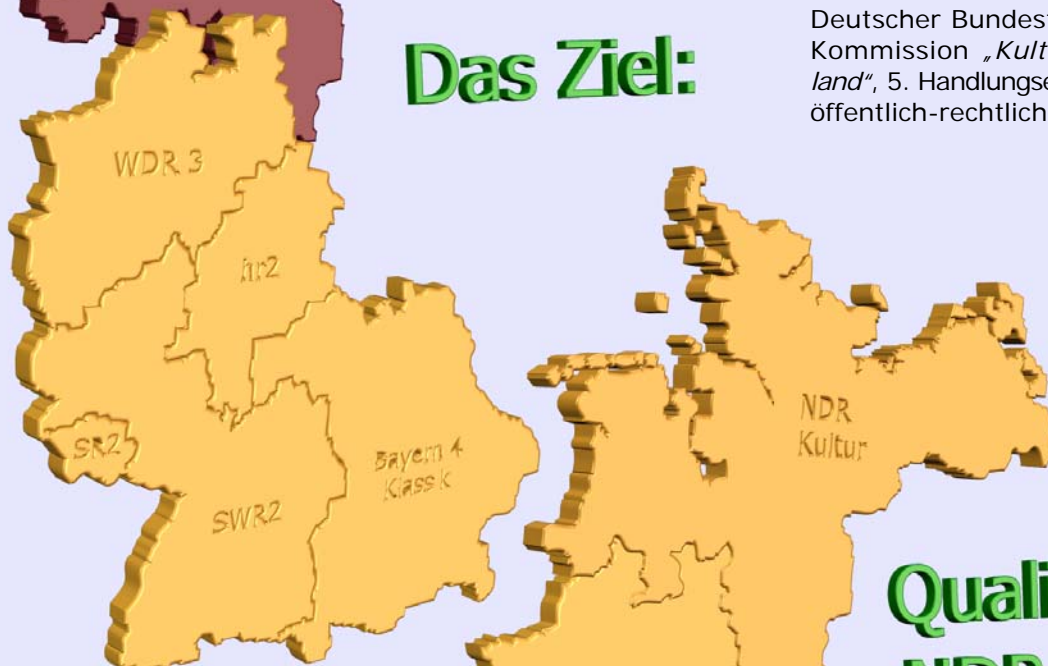 Das Ziel:
Deutscher Bundest
Kommission „Kult
land“, 5. Handlungse
öffentlich-rechtlich
WDR 3
hr2
SR2
SWR2
Bayern 4
Klassik
NDR
Kultur
Quali
NDR